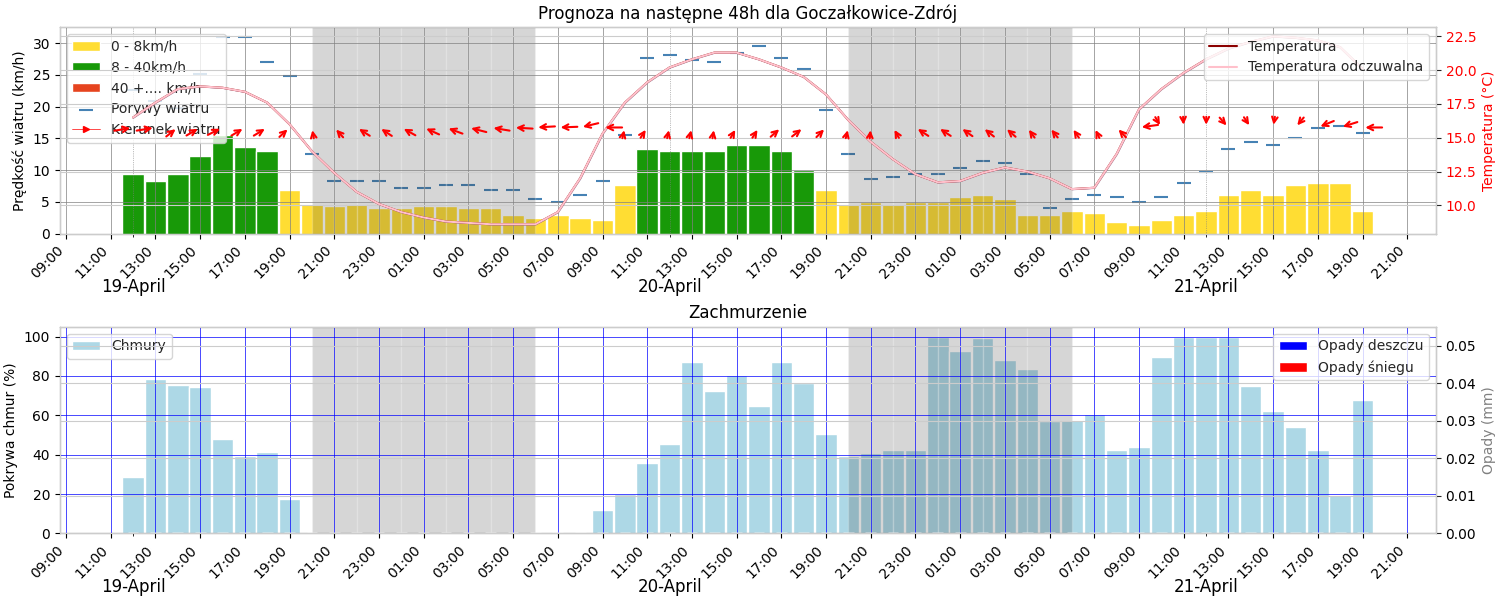 Prognoza na następne 48h dla Goczałkowice-Zdrój
Prędkość wiatru (km/h)
30
25
20
15
10
5
0
0 - 8km/h
8 - 40km/h
40 +.... km/h
Porywy wiatru
Kierunek wiatru
Temperatura
Temperatura odczuwalna
22.5
20.0
17.5
15.0
12.5
10.0
Temperatura (°C)
09:00 11:00 13:00 15:00 17:00 19:00 21:00 23:00 01:00 03:00 05:00 07:00 09:00 11:00 13:00 15:00 17:00 19:00 21:00 23:00 01:00 03:00 05:00 07:00 09:00 11:00 13:00 15:00 17:00 19:00 21:00
19-April 20-April 21-April
Zachmurzenie
Pokrywa chmur (%)
100
80
60
40
20
0
Chmury
Opady deszczu
Opady śniegu
0.05
0.04
0.03
0.02
0.01
0.00
Opady (mm)
09:00 11:00 13:00 15:00 17:00 19:00 21:00 23:00 01:00 03:00 05:00 07:00 09:00 11:00 13:00 15:00 17:00 19:00 21:00 23:00 01:00 03:00 05:00 07:00 09:00 11:00 13:00 15:00 17:00 19:00 21:00
19-April 20-April 21-April